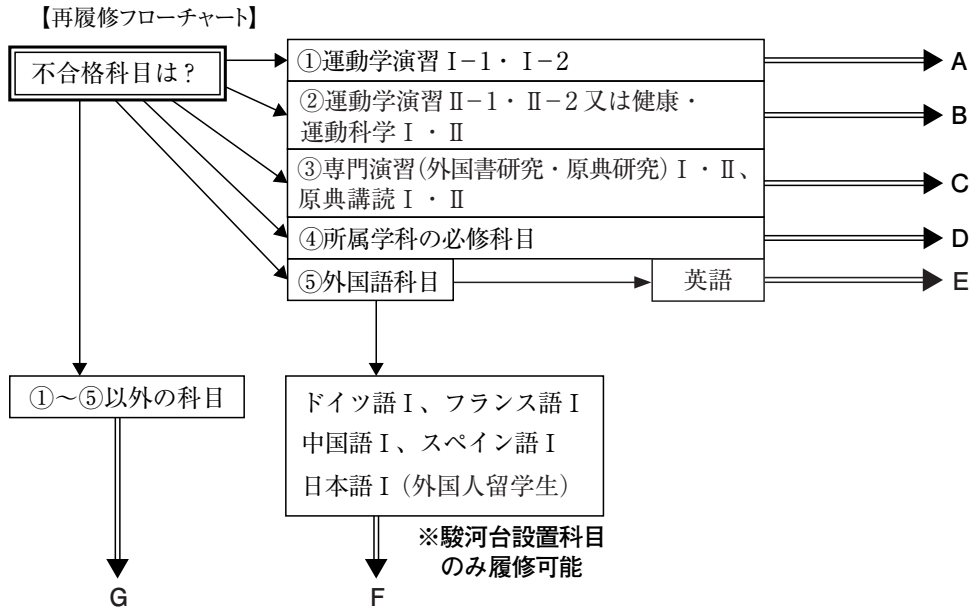 【再履修フローチャート】
不合格科目は？
①運動学演習Ⅰ−1・Ⅰ−2
A
②運動学演習Ⅱ−1・Ⅱ−2又は健康・
運動科学Ⅰ・Ⅱ
B
③専門演習(外国書研究・原典研究)Ⅰ・Ⅱ、
原典講読Ⅰ・Ⅱ
C
④所属学科の必修科目
D
⑤外国語科目
英語
E
①～⑤以外の科目
ドイツ語Ⅰ、フランス語Ⅰ
中国語Ⅰ、スペイン語Ⅰ
日本語Ⅰ（外国人留学生）
※駿河台設置科目
のみ履修可能
G
F